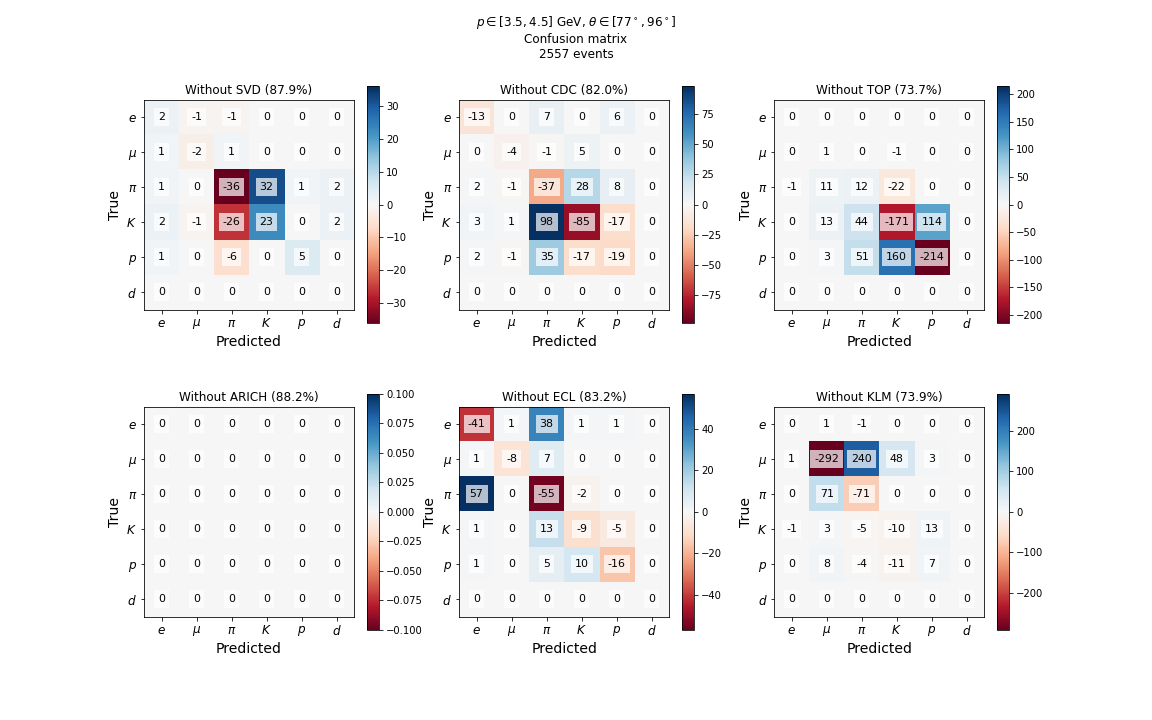 p ∈ [3.5, 4.5] GeV, θ ∈ [77°, 96°]
Confusion matrix
2557 events
Without SVD (87.9%)
e 2 -1 -1 0 0 0
μ 1 -2 1 0 0 0
π 1 0 -36 32 1 2
K 2 -1 -26 23 0 2
p 1 0 -6 0 5 0
d 0 0 0 0 0 0
e μ π K p d
True
Predicted
30
20
10
0
−10
−20
−30
Without CDC (82.0%)
e -13 0 7 0 6 0
μ 0 -4 -1 5 0 0
π 2 -1 -37 28 8 0
K 3 1 98 -85 -17 0
p 2 -1 35 -17 -19 0
d 0 0 0 0 0 0
e μ π K p d
True
Predicted
75
50
25
0
−25
−50
−75
Without TOP (73.7%)
e 0 0 0 0 0 0
μ 0 1 0 -1 0 0
π -1 11 12 -22 0 0
K 0 13 44 -171 114 0
p 0 3 51 160 -214 0
d 0 0 0 0 0 0
e μ π K p d
True
Predicted
200
150
100
50
0
−50
−100
−150
−200
Without ARICH (88.2%)
e 0 0 0 0 0 0
μ 0 0 0 0 0 0
π 0 0 0 0 0 0
K 0 0 0 0 0 0
p 0 0 0 0 0 0
d 0 0 0 0 0 0
e μ π K p d
True
Predicted
0.100
0.075
0.050
0.025
0.000
−0.025
−0.050
−0.075
−0.100
Without ECL (83.2%)
e -41 1 38 1 1 0
μ 1 -8 7 0 0 0
π 57 0 -55 -2 0 0
K 1 0 13 -9 -5 0
p 1 0 5 10 -16 0
d 0 0 0 0 0 0
e μ π K p d
True
Predicted
40
20
0
−20
−40
Without KLM (73.9%)
e 0 1 -1 0 0 0
μ 1 -292 240 48 3 0
π 0 71 -71 0 0 0
K -1 3 -5 -10 13 0
p 0 8 -4 -11 7 0
d 0 0 0 0 0 0
e μ π K p d
True
Predicted
200
100
0
−100
−200